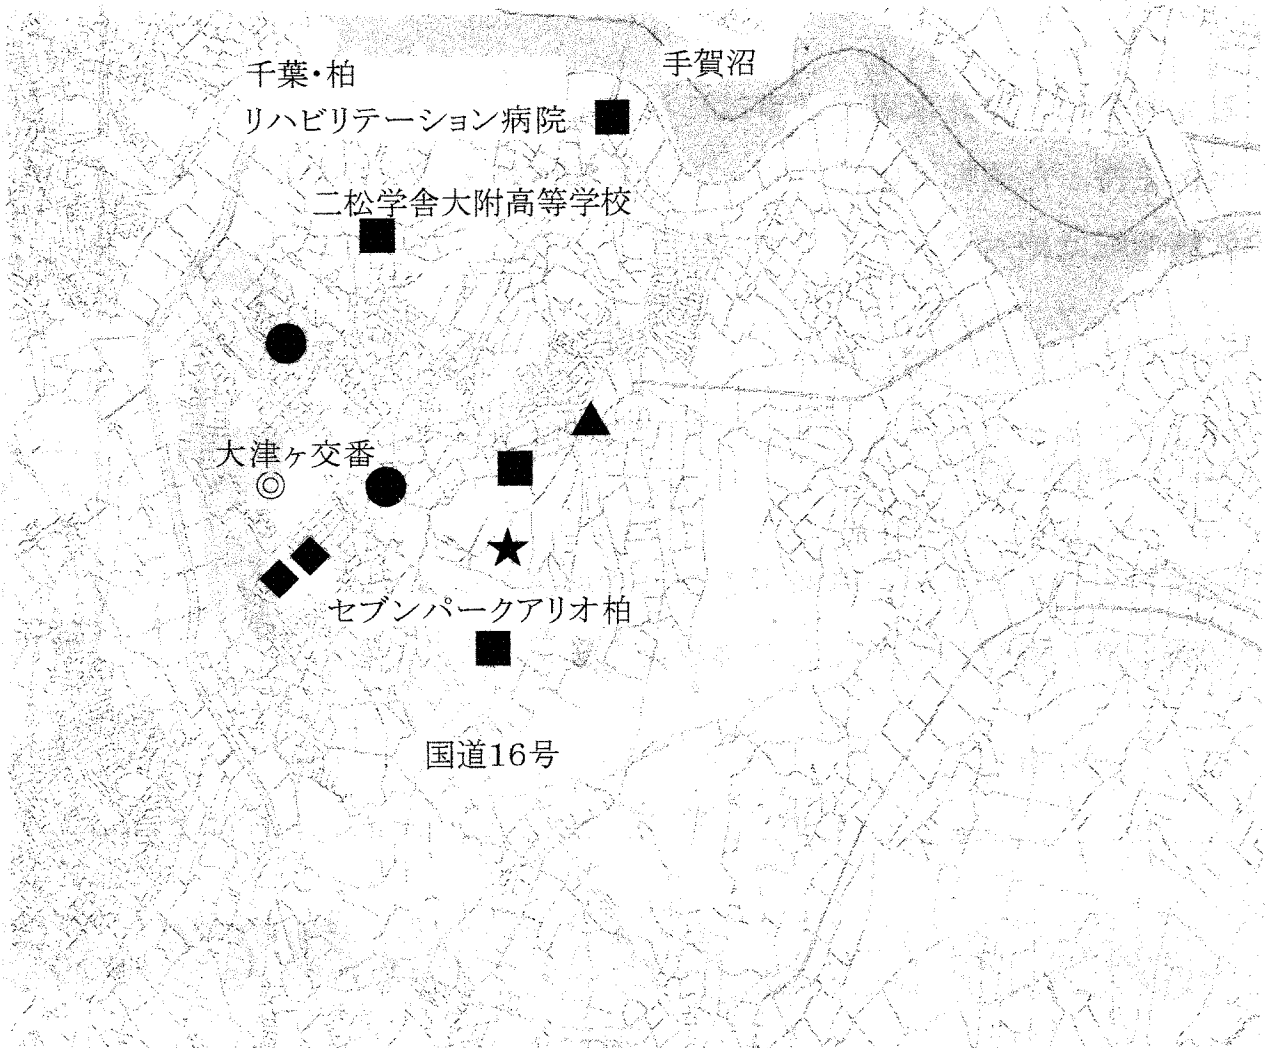 千葉・柏
リハビリテーション病院
手賀沼
二松学舎大附高等学校
大津ヶ交番
セブンパークアリオ柏
国道16号